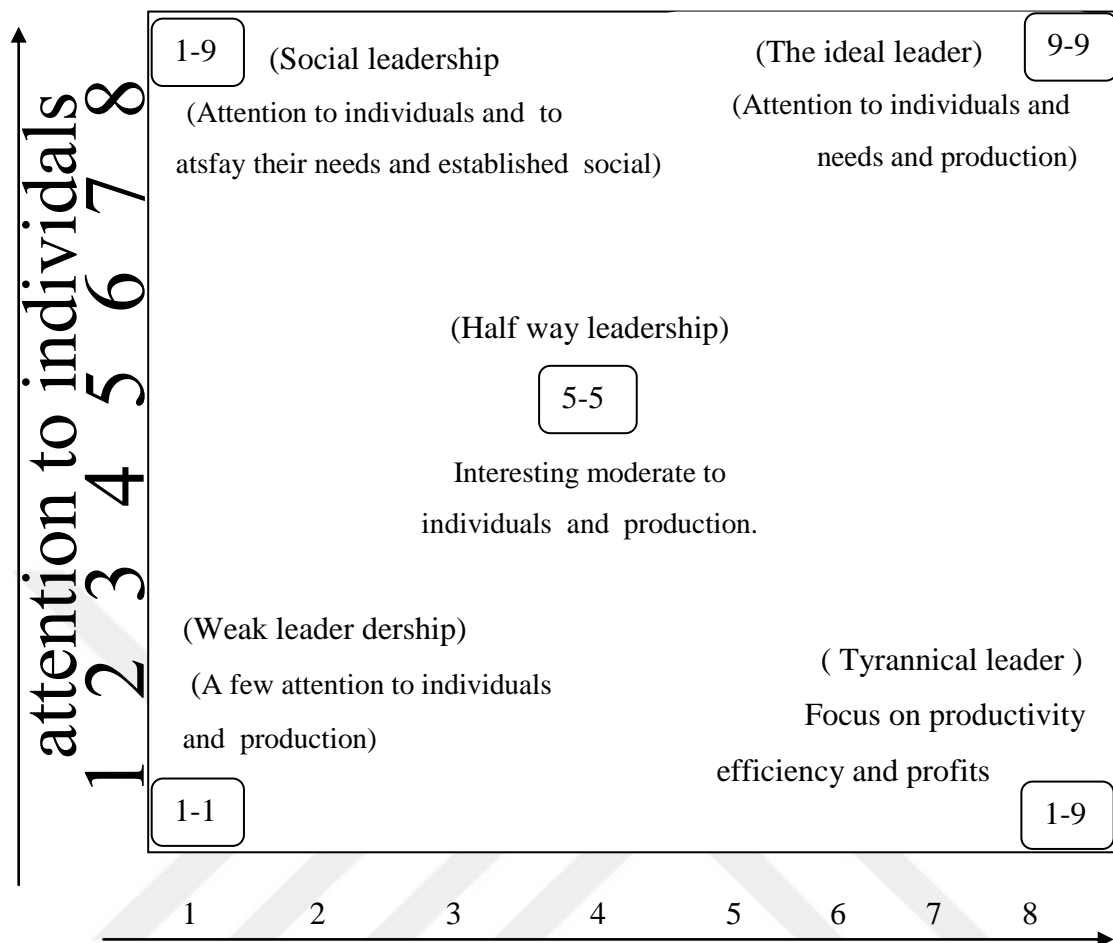 1-9
(Social leadership
(Attention to individuals and to
atsfay their needs and established social)
(The ideal leader)
9-9
(Attention to individuals and
needs and production)
(Half way leadership)
5-5
Interesting moderate to
individuals and production.
(Weak leader dership)
(A few attention to individuals
and production)
1-1
( Tyrannical leader )
Focus on productivity
efficiency and profits
1-9
attention to individals
1 2 3 4 5 6 7 8
1 2 3 4 5 6 7 8